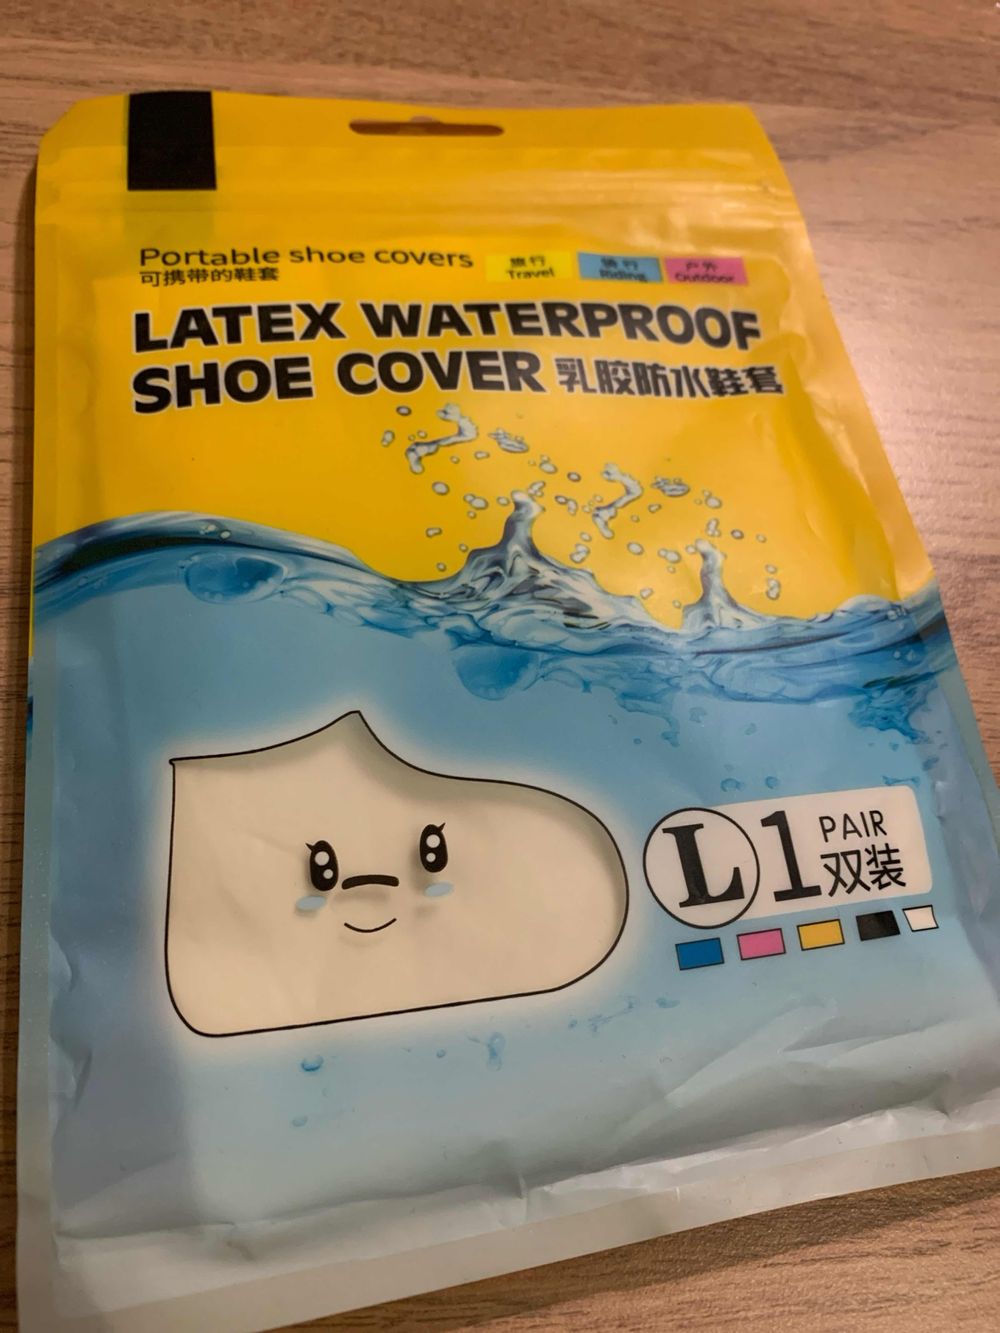 Portable shoe covers
可携带的鞋套
旅行
Travel
骑行
Riding
户外
Outdoor
LATEX WATERPROOF
SHOE COVER 乳胶防水鞋套
L 1 PAIR
双装